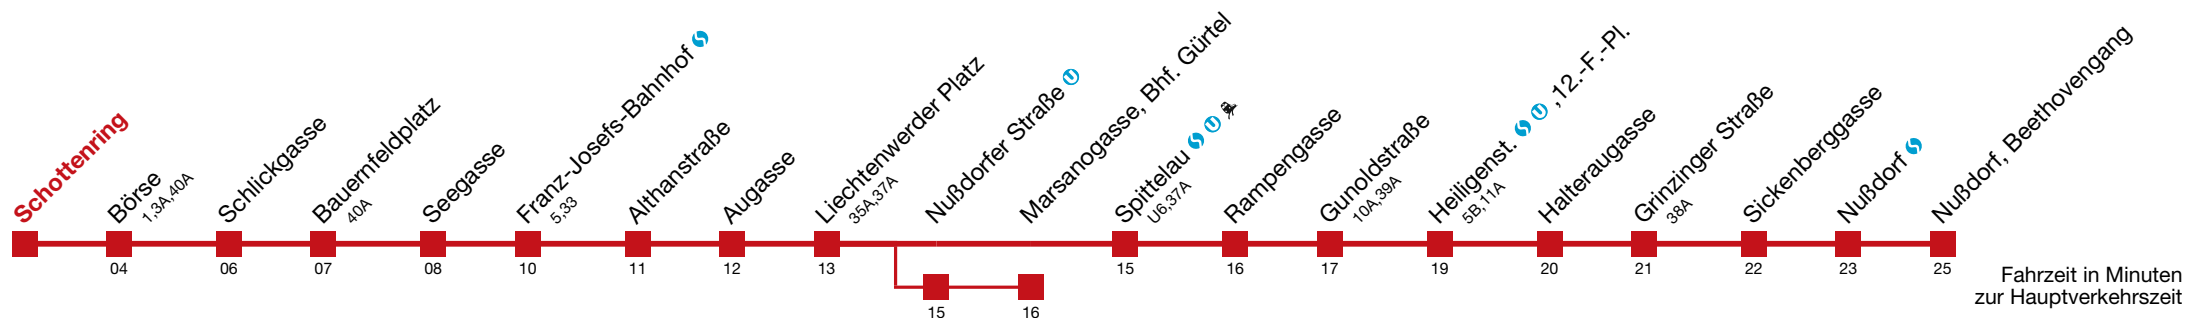 Schottenring
Börse
1,3A,40A
Schlickgasse
Bauernfeldplatz
40A
Seegasse
Franz-Josefs-Bahnhof
5,33
Althanstraße
Augasse
Liechtenwerder Platz
35A,37A
Nußdorfer Straße
Marsanogasse, Bhf. Gürtel
Spittelau
U6,37A
Rampengasse
Gunoldstraße
10A,39A
Heiligenst. ,12.-F.-Pl.
5B,11A
Halteraugasse
Grinzinger Straße
38A
Sickenberggasse
Nußdorf
Nußdorf, Beethovengang
04 06 07 08 10 11 12 13 15 16 17 19 20 21 22 23 25
15 16
Fahrzeit in Minuten
zur Hauptverkehrszeit